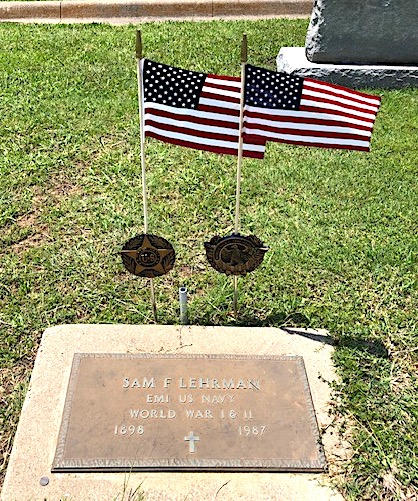 SAM F LEHRMAN
EM1 US NAVY
WORLD WAR I & II
1898 1987